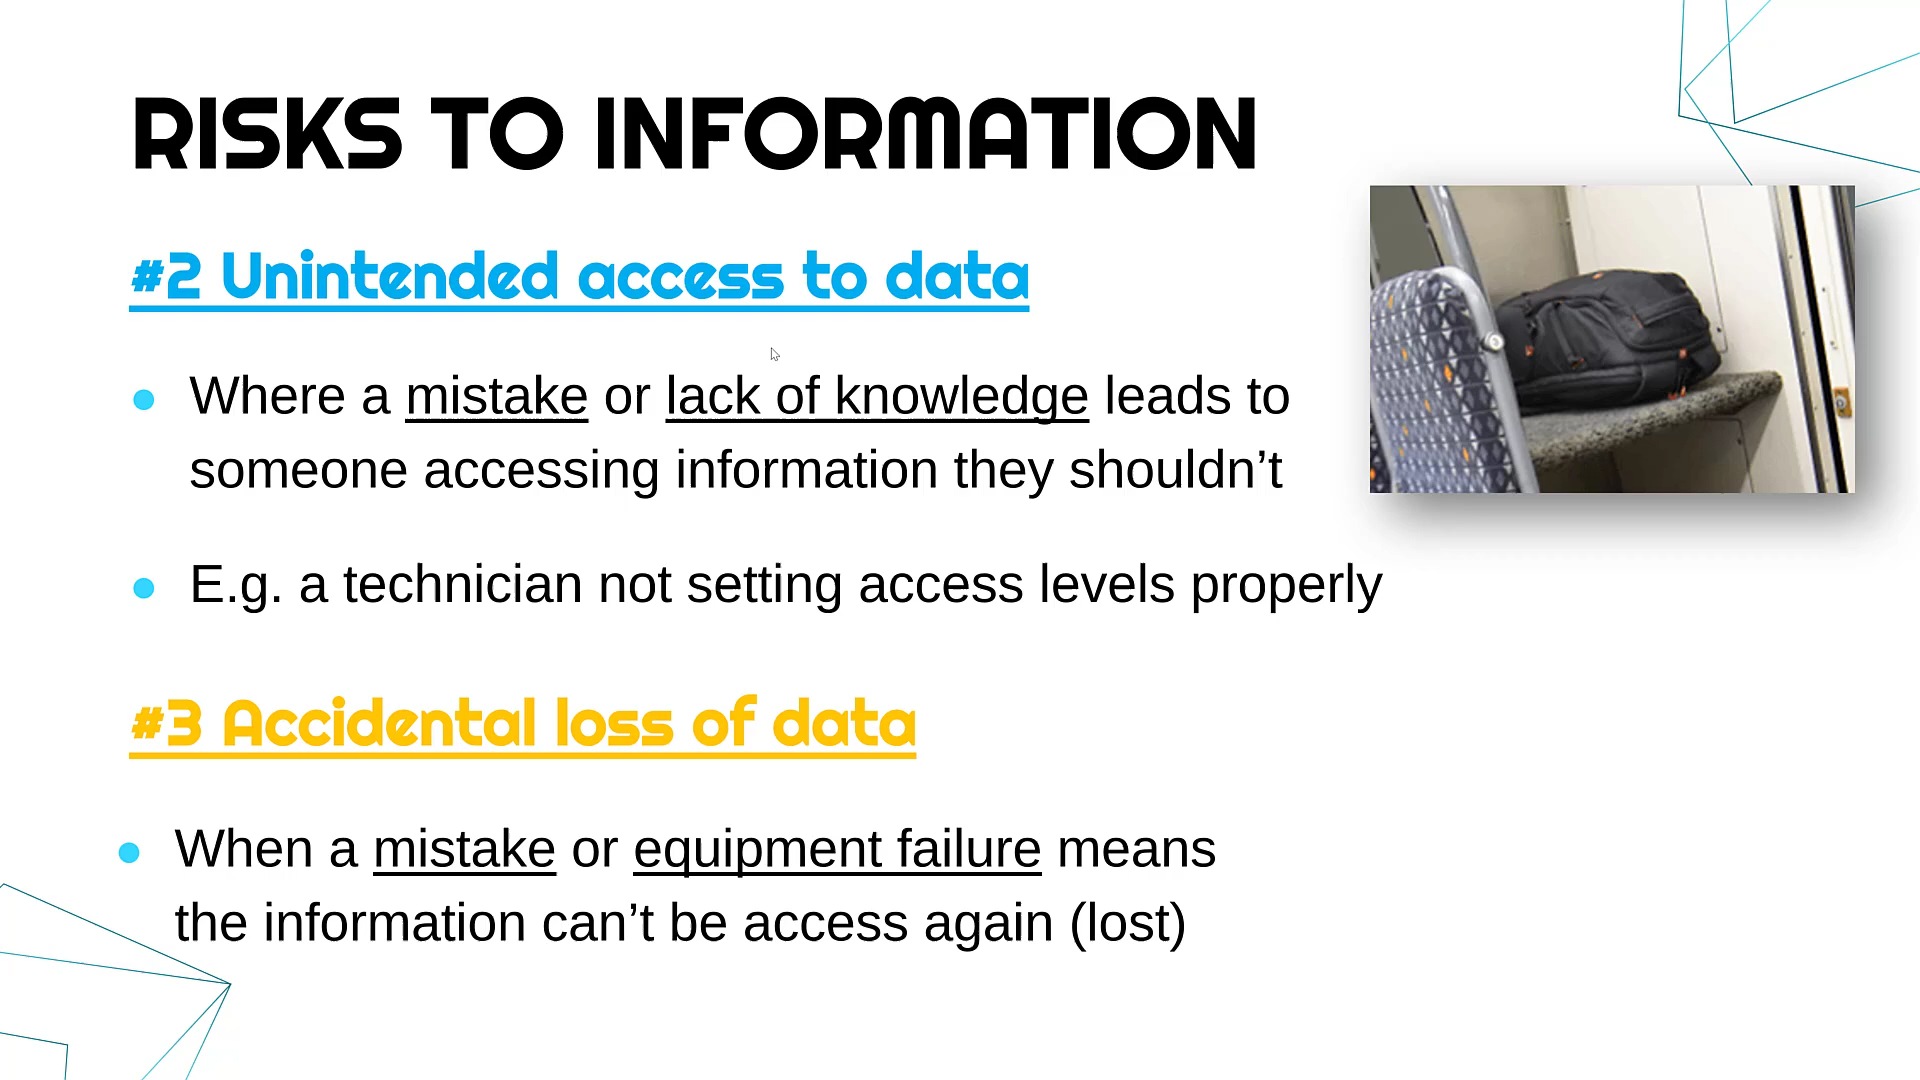 RISKS TO INFORMATION
#2 Unintended access to data
Where a mistake or lack of knowledge leads to
someone accessing information they shouldn’t
E.g. a technician not setting access levels properly
#3 Accidental loss of data
When a mistake or equipment failure means
the information can’t be access again (lost)